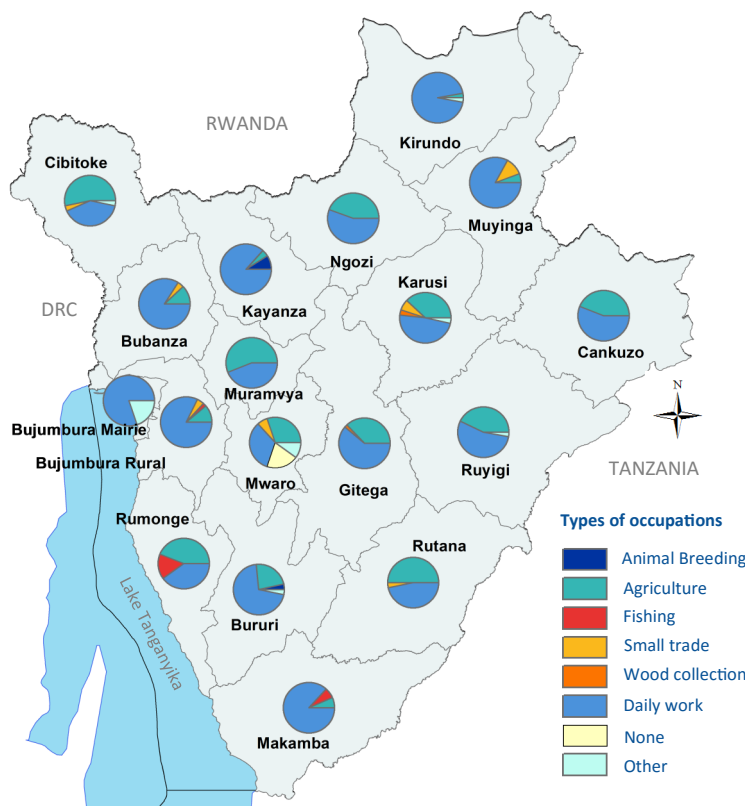 RWANDA
Kirundo
Cibitoke
Muyinga
Ngozi
Karusi
Kayanza
DRC
Bubanza
Cankuzo
Muramvya
Bujumbura Mairie
Bujumbura Rural
Mwaro
Gitega
Ruyigi
N
TANZANIA
Rumonge
Rutana
Lake Tanganyika
Bururi
Makamba
Types of occupations
Animal Breeding
Agriculture
Fishing
Small trade
Wood collection
Daily work
None
Other